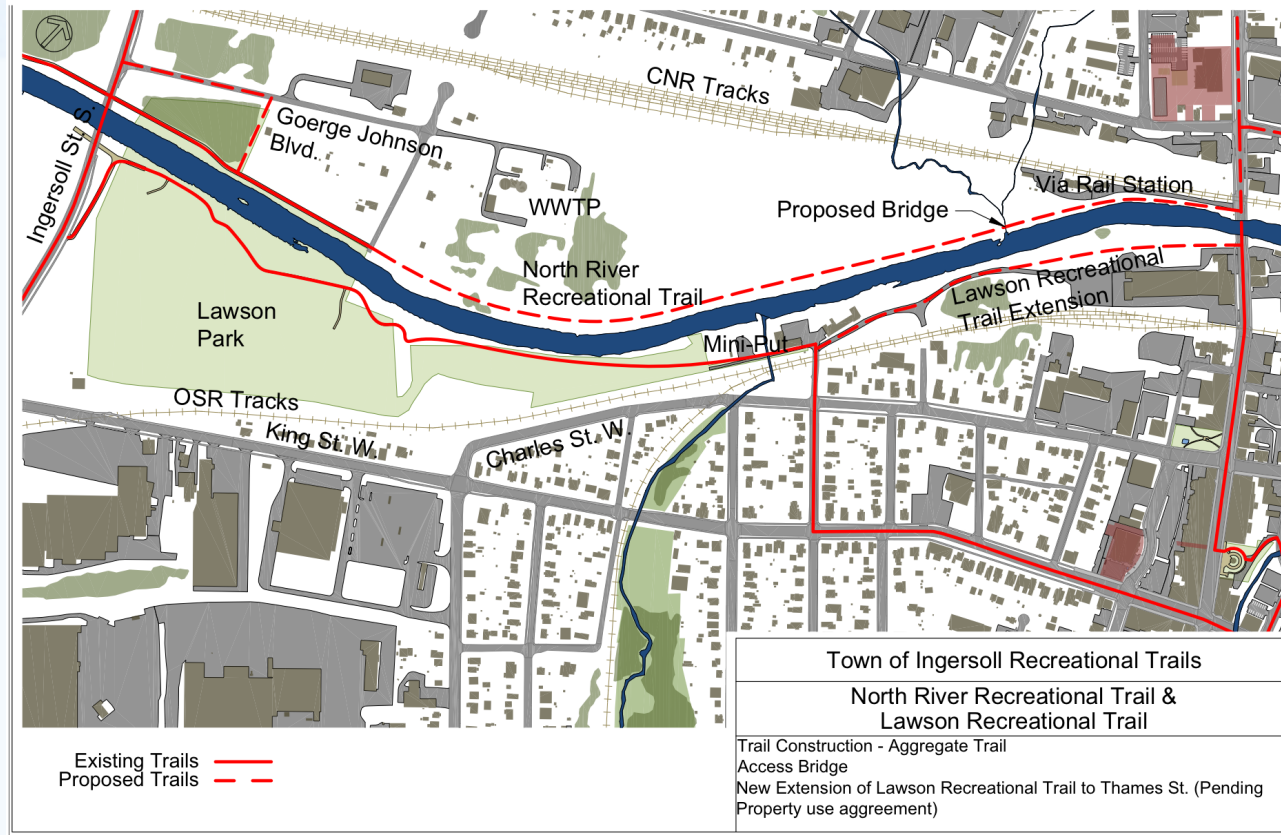 CNR Tracks
Goerge Johnson
Blvd.
Ingersoll St. S.
WWTP
Via Rail Station
Proposed Bridge
North River
Recreational Trail
Lawson Recreational
Trail Extension
Lawson
Park
Mini-Put
OSR Tracks
King St. W.
Charles St. W.
Town of Ingersoll Recreational Trails
North River Recreational Trail &
Lawson Recreational Trail
Trail Construction - Aggregate Trail
Access Bridge
New Extension of Lawson Recreational Trail to Thames St. (Pending
Property use aggreement)
Existing Trails
Proposed Trails